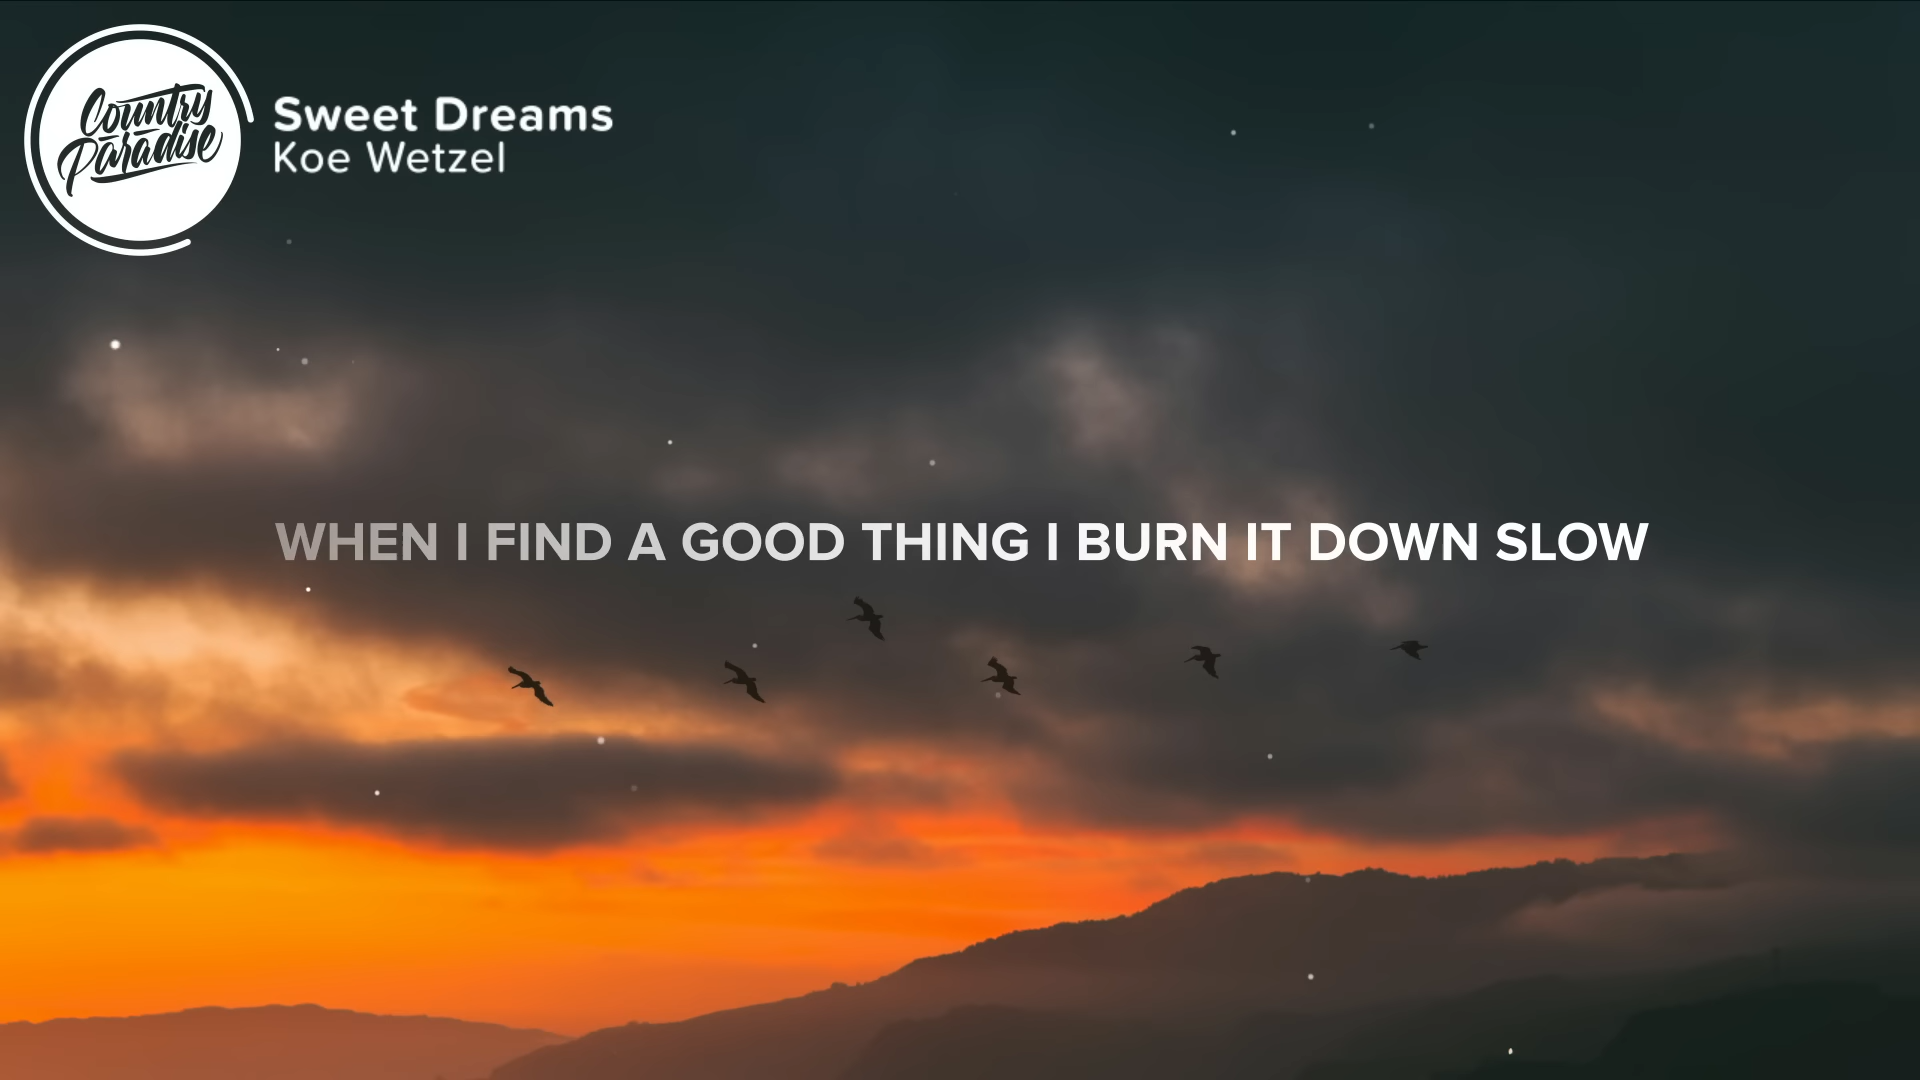 Country
Paradise
Sweet Dreams
Koe Wetzel
WHEN I FIND A GOOD THING I BURN IT DOWN SLOW